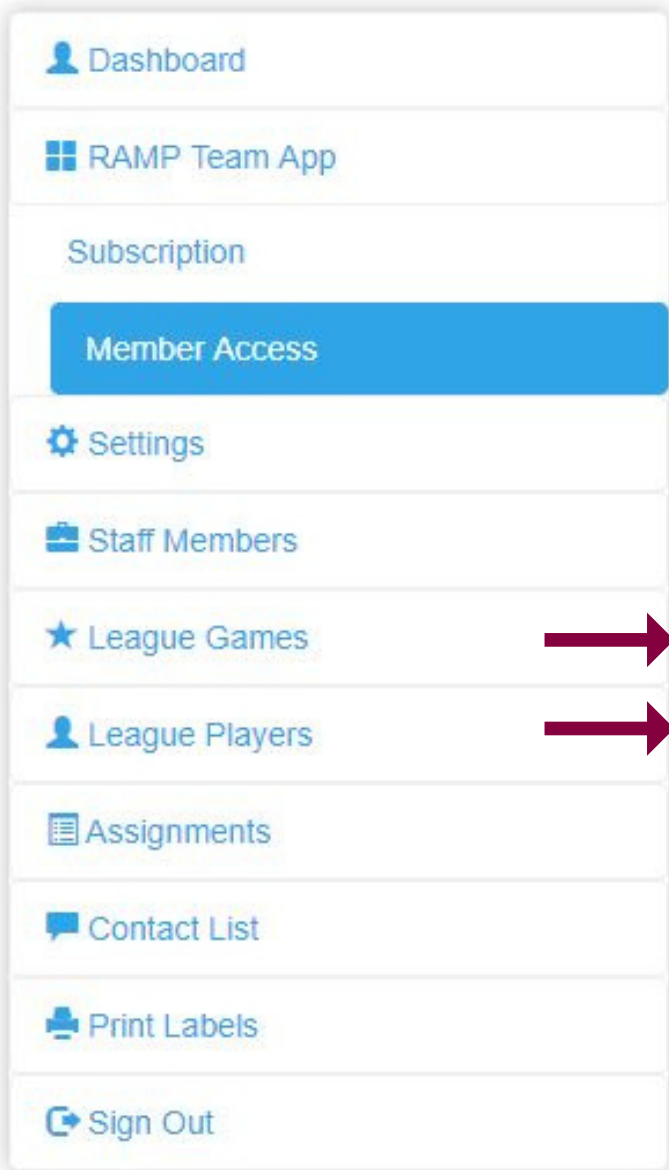 Dashboard
RAMP Team App
Subscription
Member Access
Settings
Staff Members
League Games
League Players
Assignments
Contact List
Print Labels
Sign Out